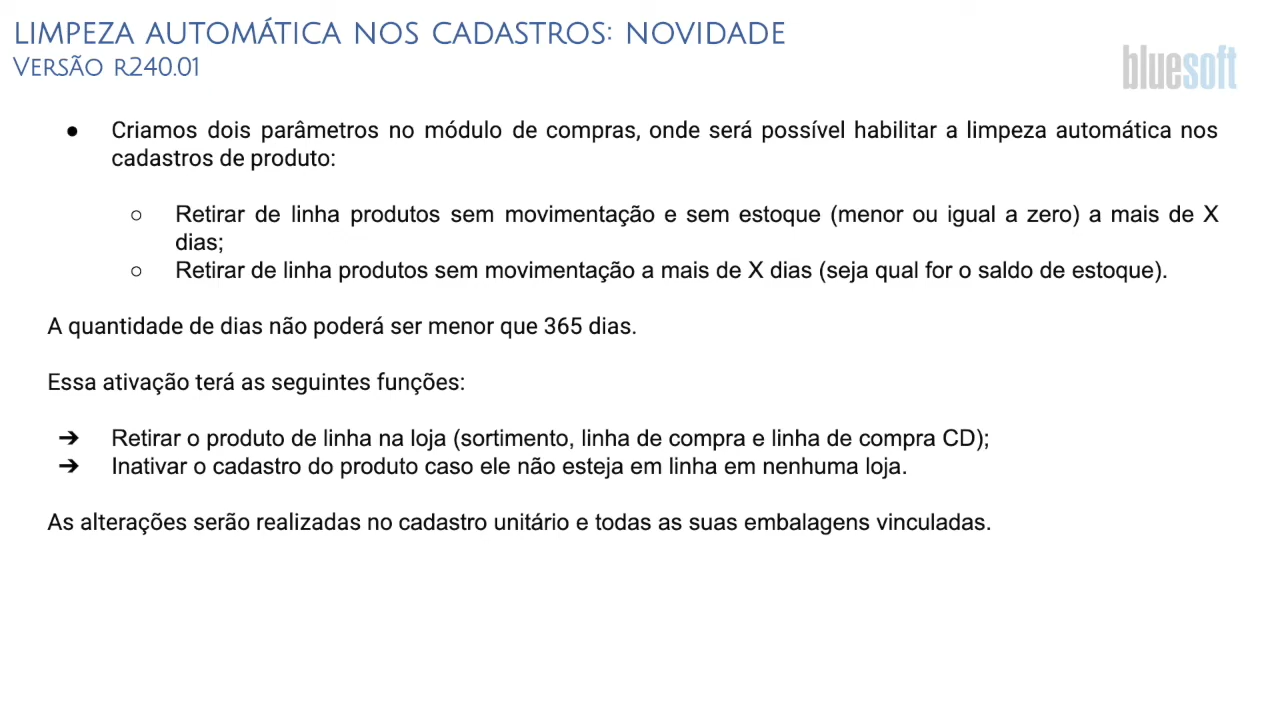 LIMPEZA AUTOMÁTICA NOS CADASTROS: NOVIDADE
VERSÃO R240.01
bluesoft
● Criamos dois parâmetros no módulo de compras, onde será possível habilitar a limpeza automática nos
cadastros de produto:
○ Retirar de linha produtos sem movimentação e sem estoque (menor ou igual a zero) a mais de X
dias;
○ Retirar de linha produtos sem movimentação a mais de X dias (seja qual for o saldo de estoque).
A quantidade de dias não poderá ser menor que 365 dias.
Essa ativação terá as seguintes funções:
➔ Retirar o produto de linha na loja (sortimento, linha de compra e linha de compra CD);
➔ Inativar o cadastro do produto caso ele não esteja em linha em nenhuma loja.
As alterações serão realizadas no cadastro unitário e todas as suas embalagens vinculadas.